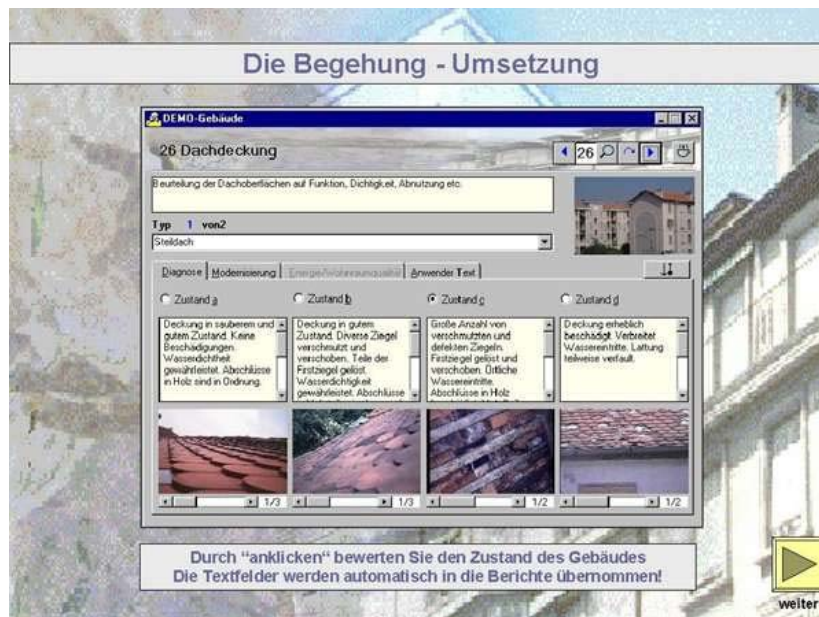 Die Begehung - Umsetzung
DEMO-Gebäude
26 Dachdeckung
26
Beurteilung der Dachoberflächen auf Funktion, Dichtigkeit, Abnutzung etc.
Typ 1 von2
Steildach
Diagnose Modernisierung Energie/Wohnraumqualität Anwender Text
Zustand a Zustand b Zustand c Zustand d
Deckung in sauberem und
gutem Zustand. Keine
Beschädigungen.
Wasserdichtheit
gewährleistet. Abschlüsse
in Holz sind in Ordnung.
Deckung in gutem
Zustand. Diverse Ziegel
verschmutzt und
verschoben. Teile der
Firstziegel gelöst.
Wasserdichtigkeit
gewährleistet. Abschlüsse
Große Anzahl von
verschmutzten und
defekten Ziegeln.
Firstziegel gelöst und
verschoben. Örtliche
Wassereintritte.
Abschlüsse in Holz
Deckung erheblich
beschädigt. Verbreitet
Wassereintritte. Lattung
teilweise verfault.
1/3 1/3 1/2 1/2
Durch “anklicken“ bewerten Sie den Zustand des Gebäudes
Die Textfelder werden automatisch in die Berichte übernommen!
weiter